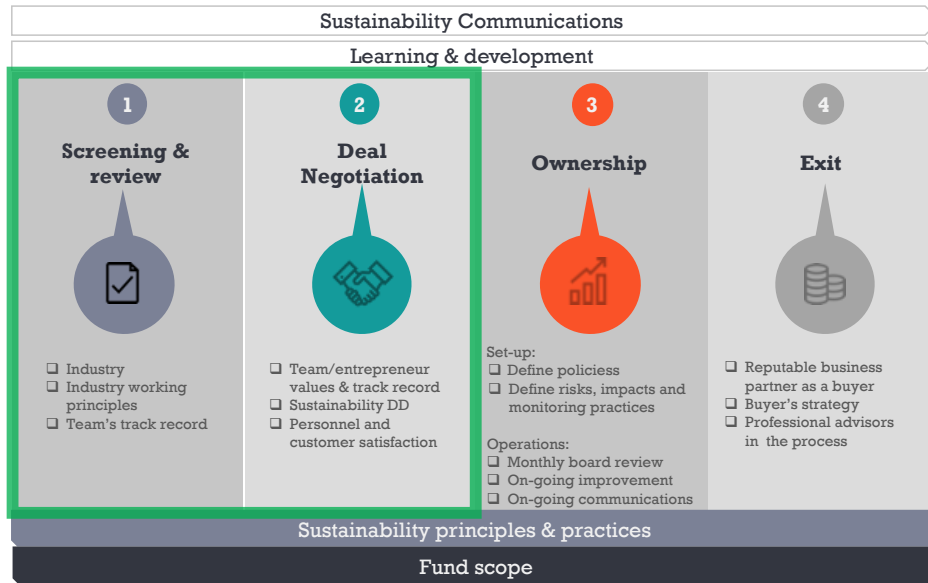 Sustainability Communications
Learning & development
1
Screening &
review
❑ Industry
❑ Industry working
principles
❑ Team's track record
2
Deal
Negotiation
❑ Team/entrepreneur
values & track record
❑ Sustainability DD
❑ Personnel and
customer satisfaction
3
Ownership
Set-up:
❑ Define policiess
❑ Define risks, impacts and
monitoring practices
Operations:
❑ Monthly board review
❑ On-going improvement
❑ On-going communications
4
Exit
❑ Reputable business
partner as a buyer
❑ Buyer's strategy
❑ Professional advisors
in the process
Sustainability principles & practices
Fund scope